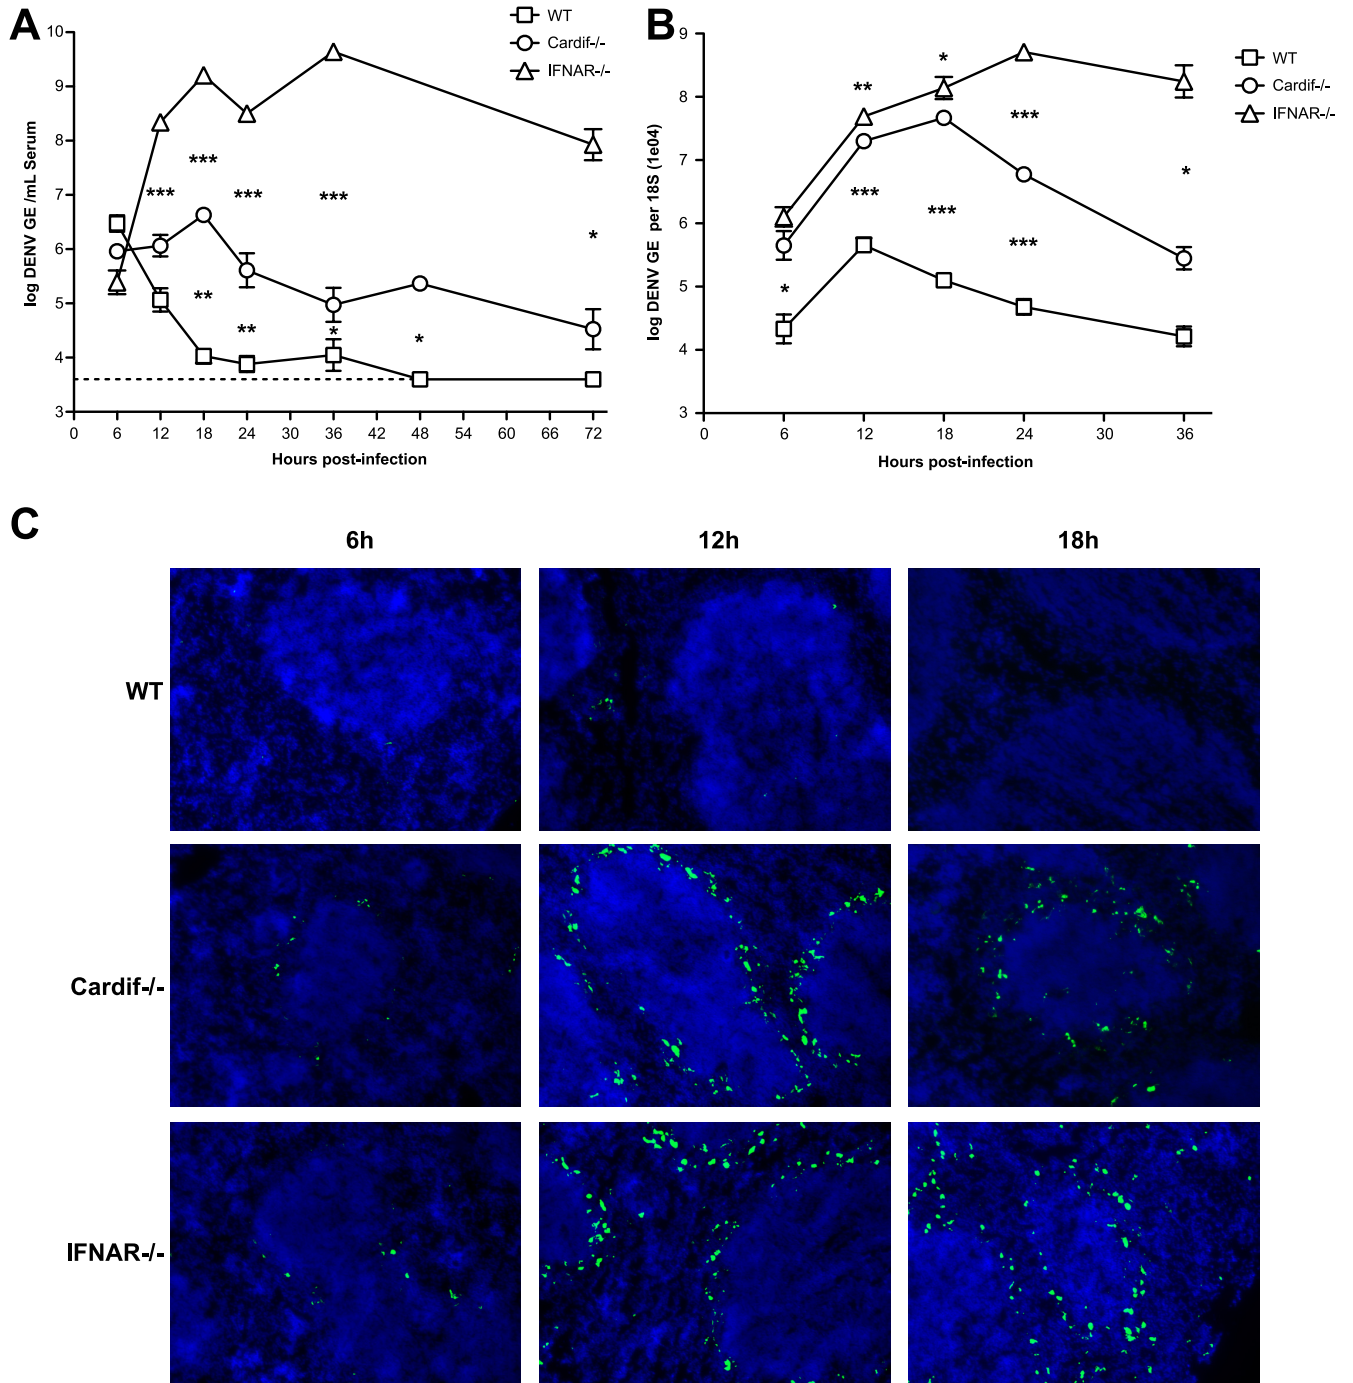 A
WT
Cardif-/-
IFNAR-/-
log DENV GE /mL Serum
10
9
8
7
6
5
4
3
***
***
***
***
*
**
**
*
*
0 6 12 18 24 30 36 42 48 54 60 66 72
Hours post-infection
B
WT
Cardif-/-
IFNAR-/-
log DENV GE per 18S (1e04)
9
8
7
6
5
4
3
**
*
***
*
***
***
***
*
0 6 12 18 24 30 36
Hours post-infection
C
6h 12h 18h
WT
Cardif-/-
IFNAR-/-